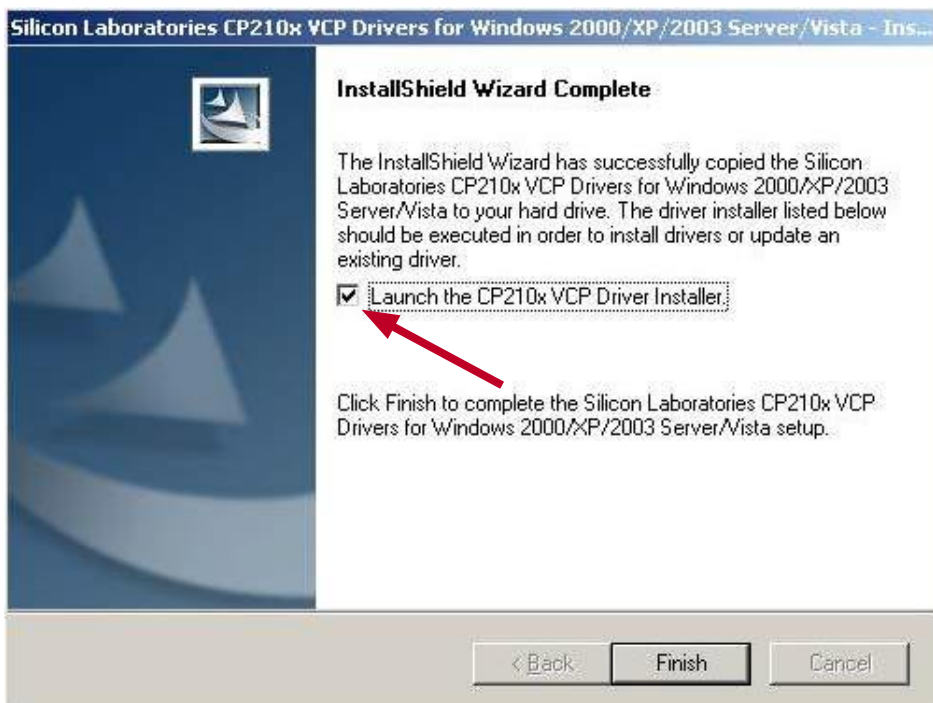 Silicon Laboratories CP210x VCP Drivers for Windows 2000/XP/2003 Server/Vista - Ins...
InstallShield Wizard Complete
The InstallShield Wizard has successfully copied the Silicon
Laboratories CP210x VCP Drivers for Windows 2000/XP/2003
Server/Vista to your hard drive. The driver installer listed below
should be executed in order to install drivers or update an
existing driver.
Launch the CP210x VCP Driver Installer.
Click Finish to complete the Silicon Laboratories CP210x VCP
Drivers for Windows 2000/XP/2003 Server/Vista setup.
< Back Finish Cancel